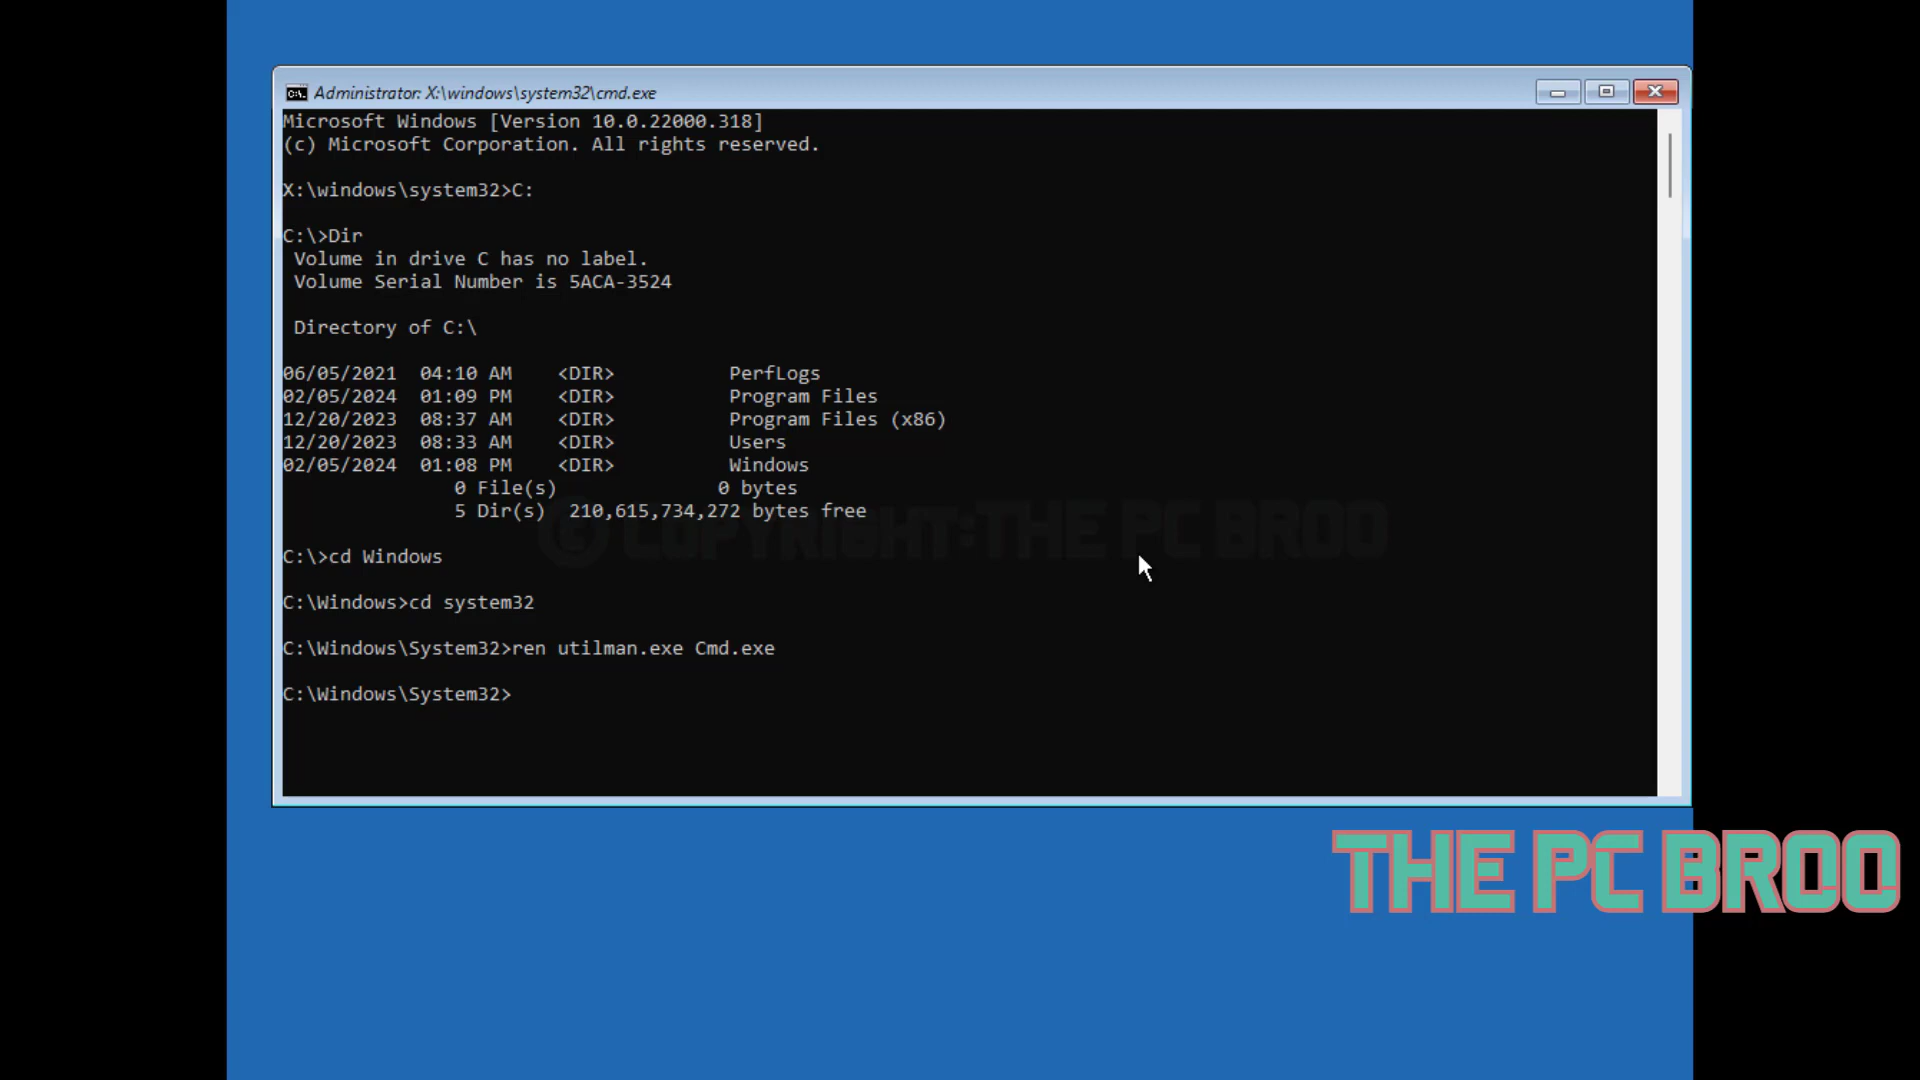 Administrator: X:\windows\system32\cmd.exe
Microsoft Windows [Version 10.0.22000.318]
(c) Microsoft Corporation. All rights reserved.
X:\windows\system32>C:
C:\>Dir
Volume in drive C has no label.
Volume Serial Number is 5ACA-3524
Directory of C:\
06/05/2021 04:10 AM <DIR> PerfLogs
02/05/2024 01:09 PM <DIR> Program Files
12/20/2023 08:37 AM <DIR> Program Files (x86)
12/20/2023 08:33 AM <DIR> Users
02/05/2024 01:08 PM <DIR> Windows
0 File(s) 0 bytes
5 Dir(s) 210,615,734,272 bytes free
© COPYRIGHT:THE PC BROO
C:\>cd Windows
C:\Windows>cd system32
C:\Windows\System32>ren utilman.exe Cmd.exe
C:\Windows\System32>
THE PC BROO